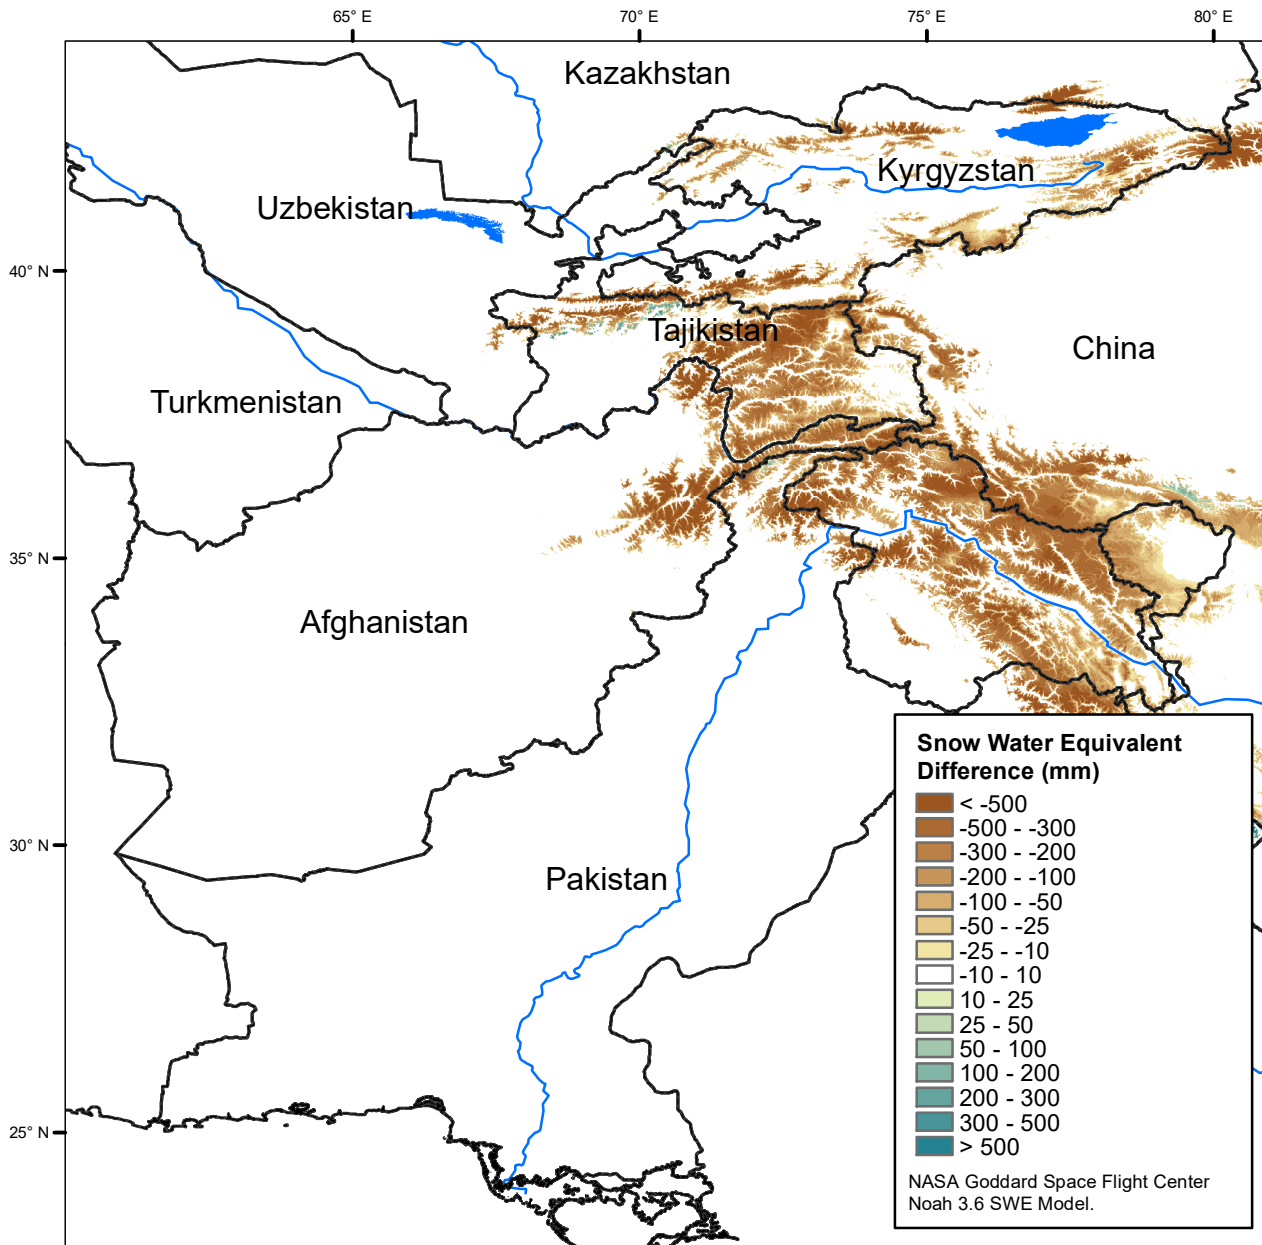 65° E
70° E
75° E
80° E
Kazakhstan
Kyrgyzstan
Uzbekistan
40° N
Tajikistan
China
Turkmenistan
35° N
Afghanistan
Snow Water Equivalent
Difference (mm)
< -500
-500 - -300
-300 - -200
-200 - -100
-100 - -50
-50 - -25
-25 - -10
-10 - 10
10 - 25
25 - 50
50 - 100
100 - 200
200 - 300
300 - 500
> 500
30° N
Pakistan
25° N
NASA Goddard Space Flight Center
Noah 3.6 SWE Model.